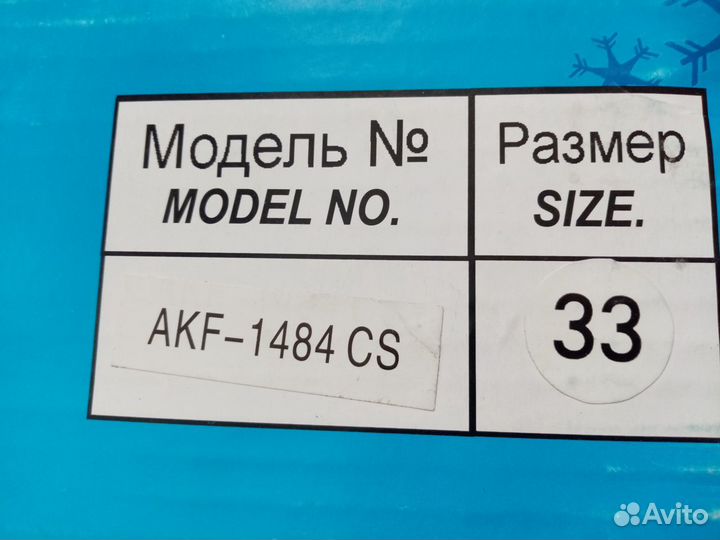 Модель № Размер
MODEL NO. SIZE.
AKF-1484 CS 33
Avito